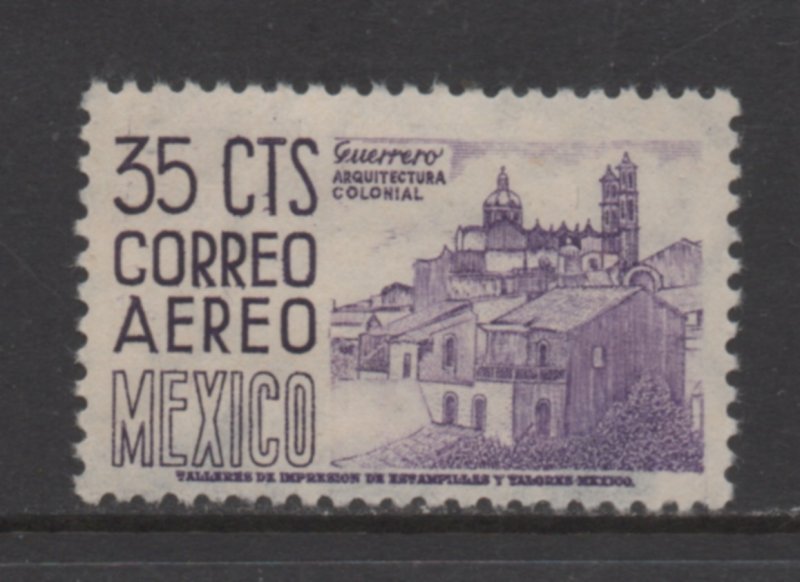 35 CTS
CORREO
AEREO
MEXICO
Guerrero
ARQUITECTURA
COLONIAL
TALLERES DE IMPRESION DE ESTAMPILLAS Y VALORES-MEXICO.